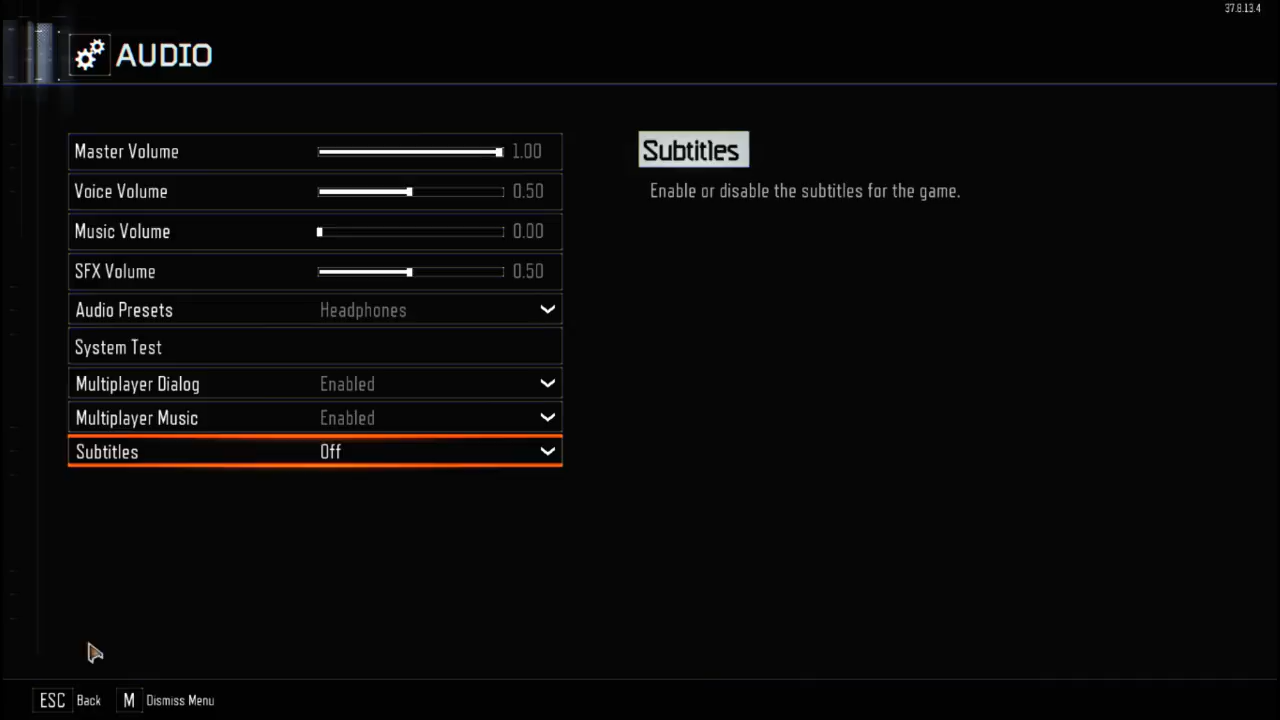 37.8.13.4
AUDIO
Master Volume 1.00
Voice Volume 0.50
Music Volume 0.00
SFX Volume 0.50
Audio Presets Headphones
System Test
Multiplayer Dialog Enabled
Multiplayer Music Enabled
Subtitles Off
Subtitles
Enable or disable the subtitles for the game.
ESC Back M Dismiss Menu